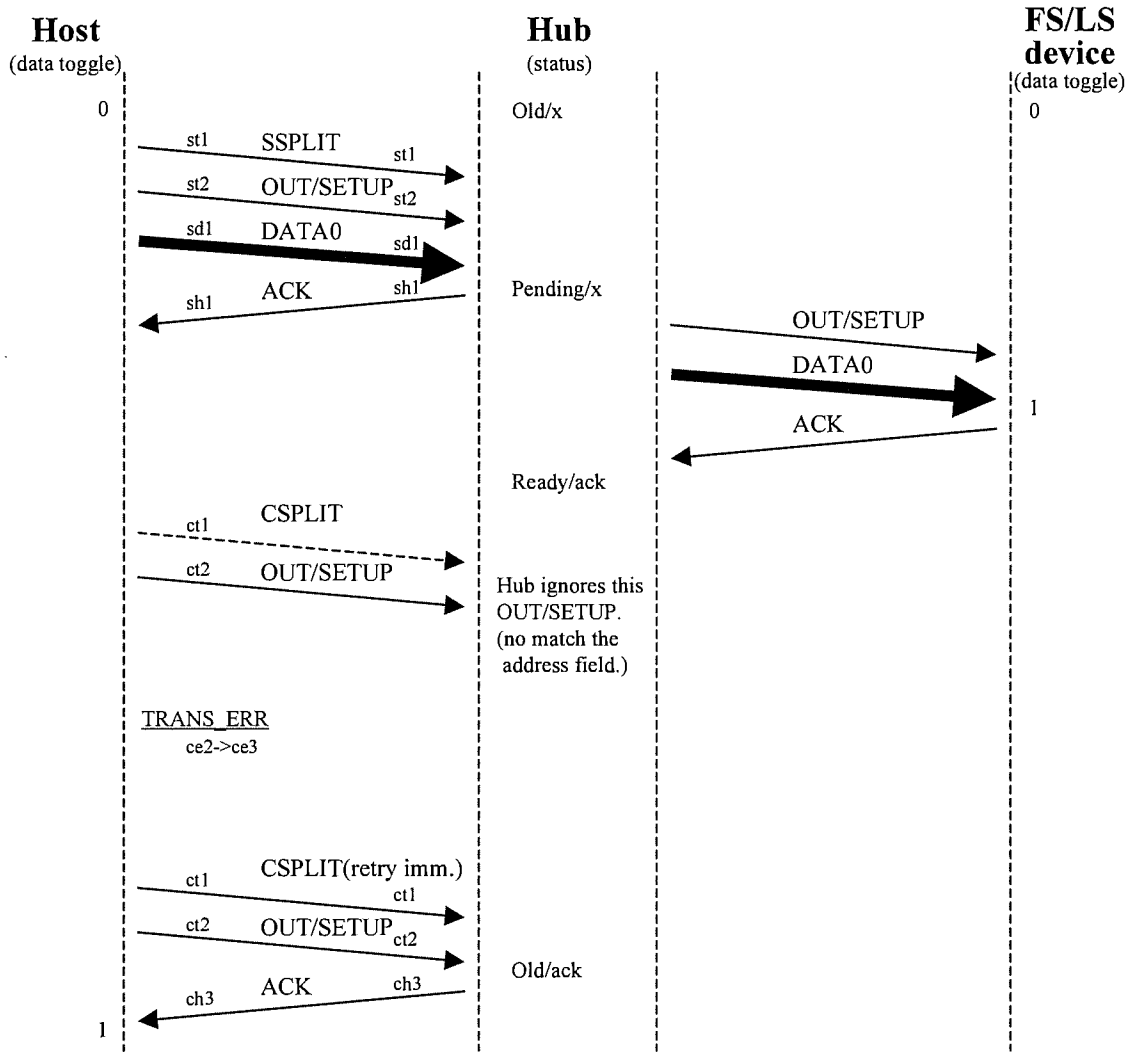 Host
(data toggle)
Hub
(status)
FS/LS
device
(data toggle)
0
Old/x
0
st1 SSPLIT st1
st2 OUT/SETUP st2
sd1 DATA0 sd1
sh1 ACK sh1
Pending/x
OUT/SETUP
DATA0
1
ACK
Ready/ack
ct1 CSPLIT
ct2 OUT/SETUP
Hub ignores this
OUT/SETUP.
(no match the
address field.)
TRANS_ERR
ce2->ce3
ct1 CSPLIT(retry imm.) ct1
ct2 OUT/SETUP ct2
Old/ack
ch3 ACK ch3
1